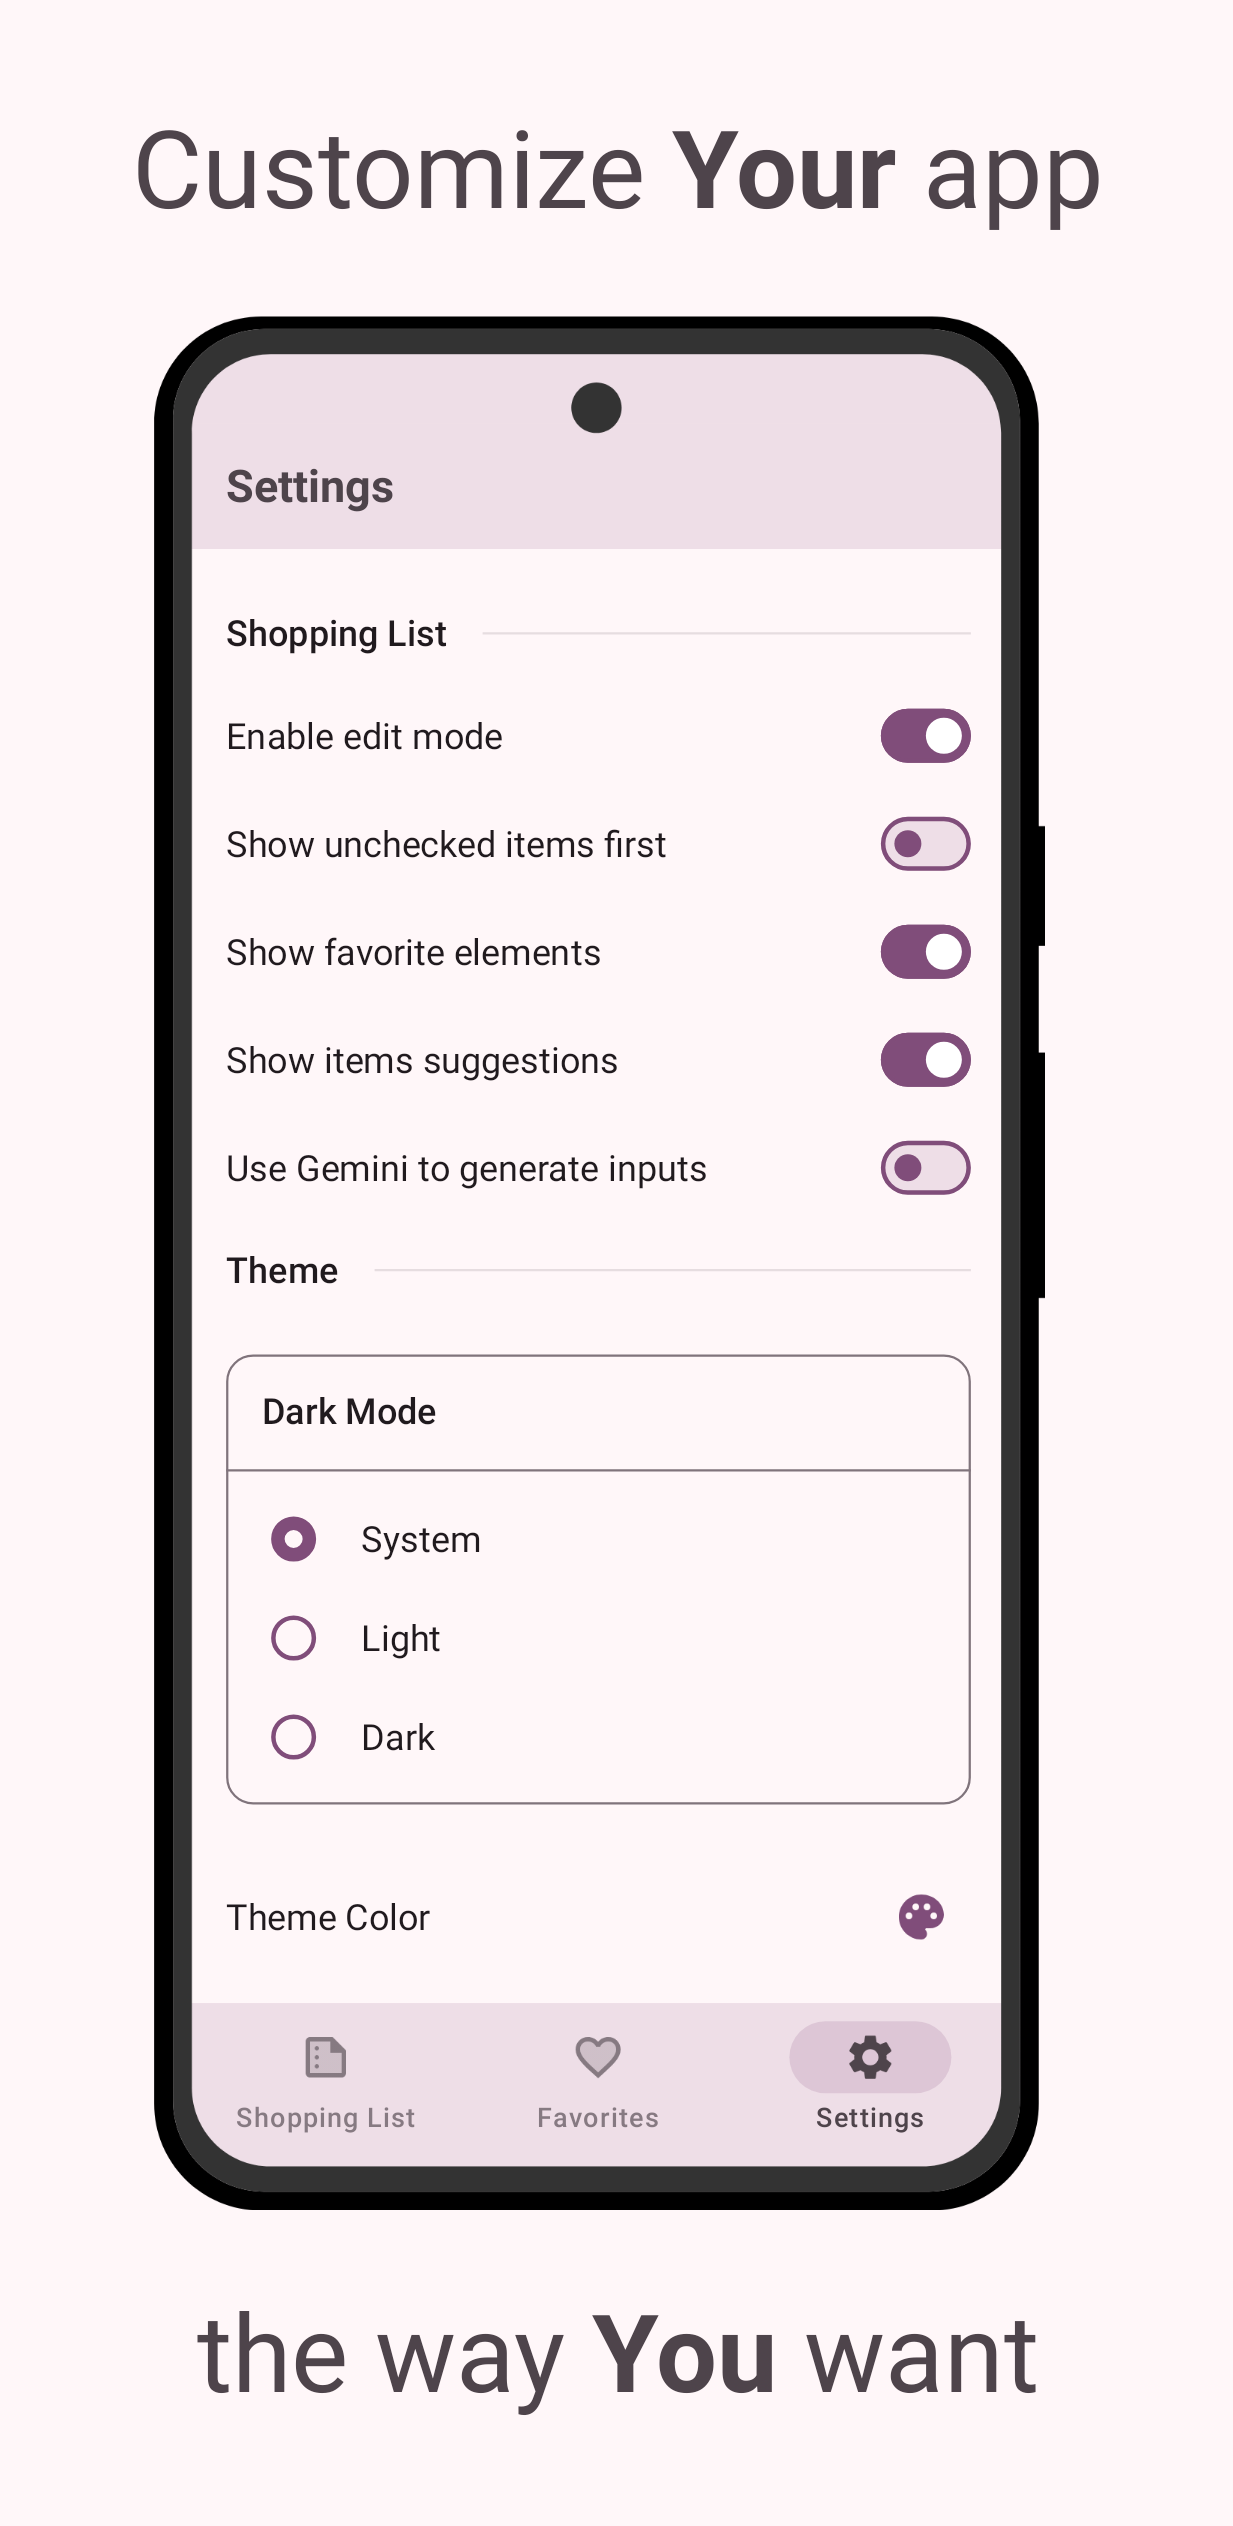 Customize Your app
Settings
Shopping List
Enable edit mode
Show unchecked items first
Show favorite elements
Show items suggestions
Use Gemini to generate inputs
Theme
Dark Mode
System
Light
Dark
Theme Color
Shopping List
Favorites
Settings
the way You want